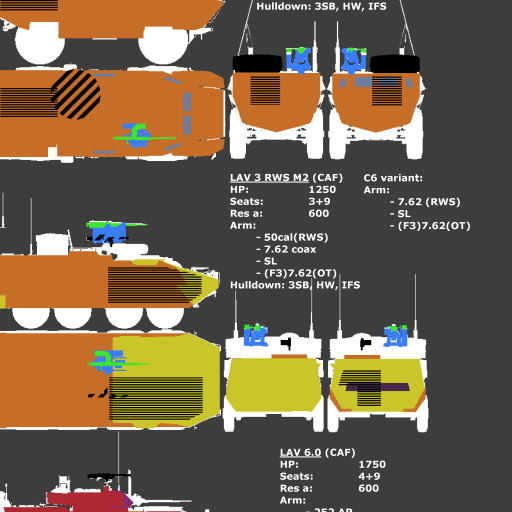 Hulldown: 3SB, HW, IFS
LAV 3 RWS M2 (CAF)
HP: 1250
Seats: 3+9
Res a: 600
Arm:
- 50cal(RWS)
- 7.62 coax
- SL
- (F3)7.62(OT)
Hulldown: 3SB, HW, IFS
C6 variant:
Arm:
- 7.62 (RWS)
- SL
- (F3)7.62(OT)
LAV 6.0 (CAF)
HP: 1750
Seats: 4+9
Res a: 600
Arm: